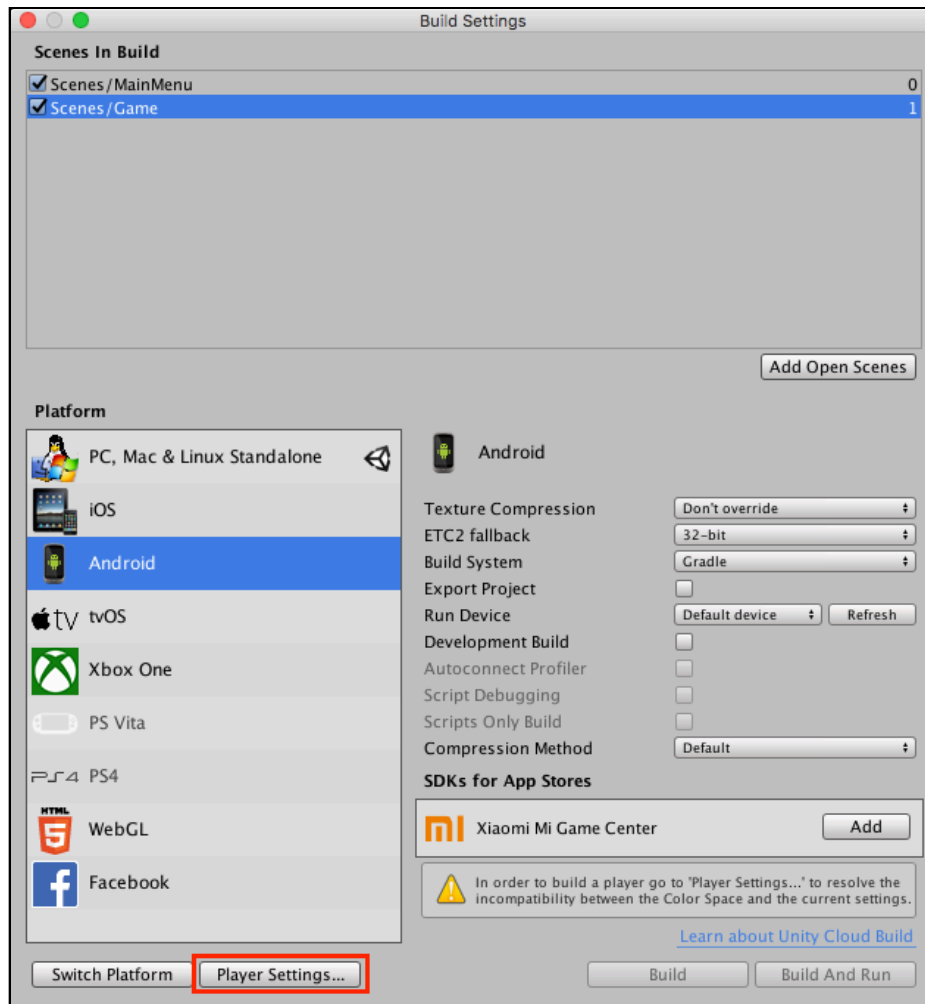 Build Settings
Scenes In Build
Scenes/MainMenu 0
Scenes/Game 1
Add Open Scenes
Platform
PC, Mac & Linux Standalone
iOS
Android
tv tvOS
Xbox One
PS Vita
PS4 PS4
HTML 5 WebGL
f Facebook
Android
Texture Compression Don't override
ETC2 fallback 32-bit
Build System Gradle
Export Project
Run Device Default device Refresh
Development Build
Autoconnect Profiler
Script Debugging
Scripts Only Build
Compression Method Default
SDKs for App Stores
MI Xiaomi Mi Game Center Add
In order to build a player go to 'Player Settings...' to resolve the
incompatibility between the Color Space and the current settings.
Learn about Unity Cloud Build
Switch Platform Player Settings... Build Build And Run